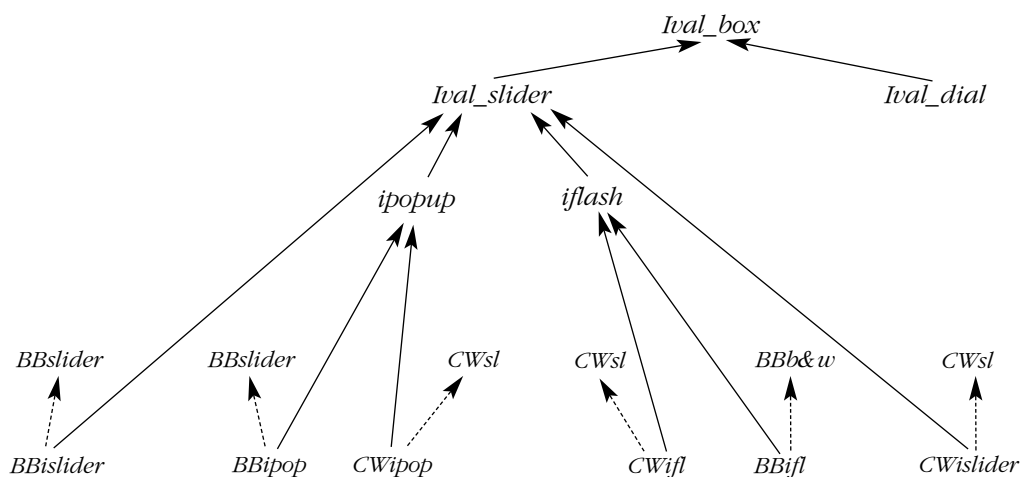 Ival_box
Ival_slider
Ival_dial
ipopup
iflash
BBslider
BBslider
CWsl
CWsl
BBb&w
CWsl
BBislider
BBipop
CWipop
CWifl
BBifl
CWislider